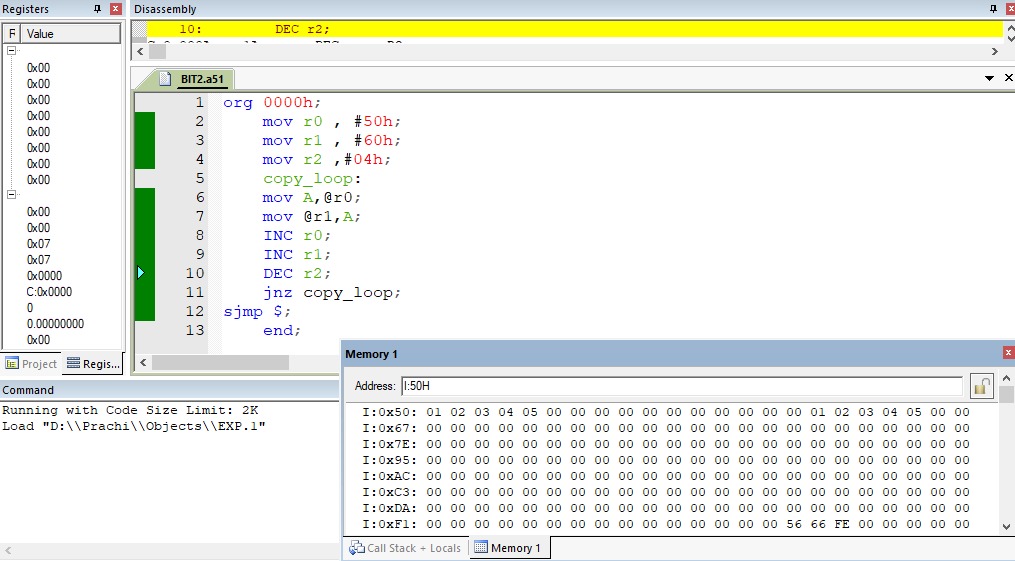 Registers
F Value
0x00
0x00
0x00
0x00
0x00
0x00
0x00
0x00
0x00
0x00
0x07
0x07
0x0000
C:0x0000
0
0.00000000
0x00
Project Regis...
Disassembly
10: DEC r2;
BIT2.a51
1 org 0000h;
2 mov r0 , #50h;
3 mov r1 , #60h;
4 mov r2 ,#04h;
5 copy_loop:
6 mov A,@r0;
7 mov @r1,A;
8 INC r0;
9 INC r1;
10 DEC r2;
11 jnz copy_loop;
12 sjmp $;
13 end;
Command
Running with Code Size Limit: 2K
Load "D:\\Prachi\\Objects\\EXP.1"
Memory 1
Address: I:50H
I:0x50: 01 02 03 04 05 00 00 00 00 00 00 00 00 00 00 00 01 02 03 04 05 00 00
I:0x67: 00 00 00 00 00 00 00 00 00 00 00 00 00 00 00 00 00 00 00 00 00 00 00
I:0x7E: 00 00 00 00 00 00 00 00 00 00 00 00 00 00 00 00 00 00 00 00 00 00 00
I:0x95: 00 00 00 00 00 00 00 00 00 00 00 00 00 00 00 00 00 00 00 00 00 00 00
I:0xAC: 00 00 00 00 00 00 00 00 00 00 00 00 00 00 00 00 00 00 00 00 00 00 00
I:0xC3: 00 00 00 00 00 00 00 00 00 00 00 00 00 00 00 00 00 00 00 00 00 00 00
I:0xDA: 00 00 00 00 00 00 00 00 00 00 00 00 00 00 00 00 00 00 00 00 00 00 00
I:0xF1: 00 00 00 00 00 00 00 00 00 00 00 00 00 00 00 56 66 FE 00 00 00 00 00
Call Stack + Locals Memory 1